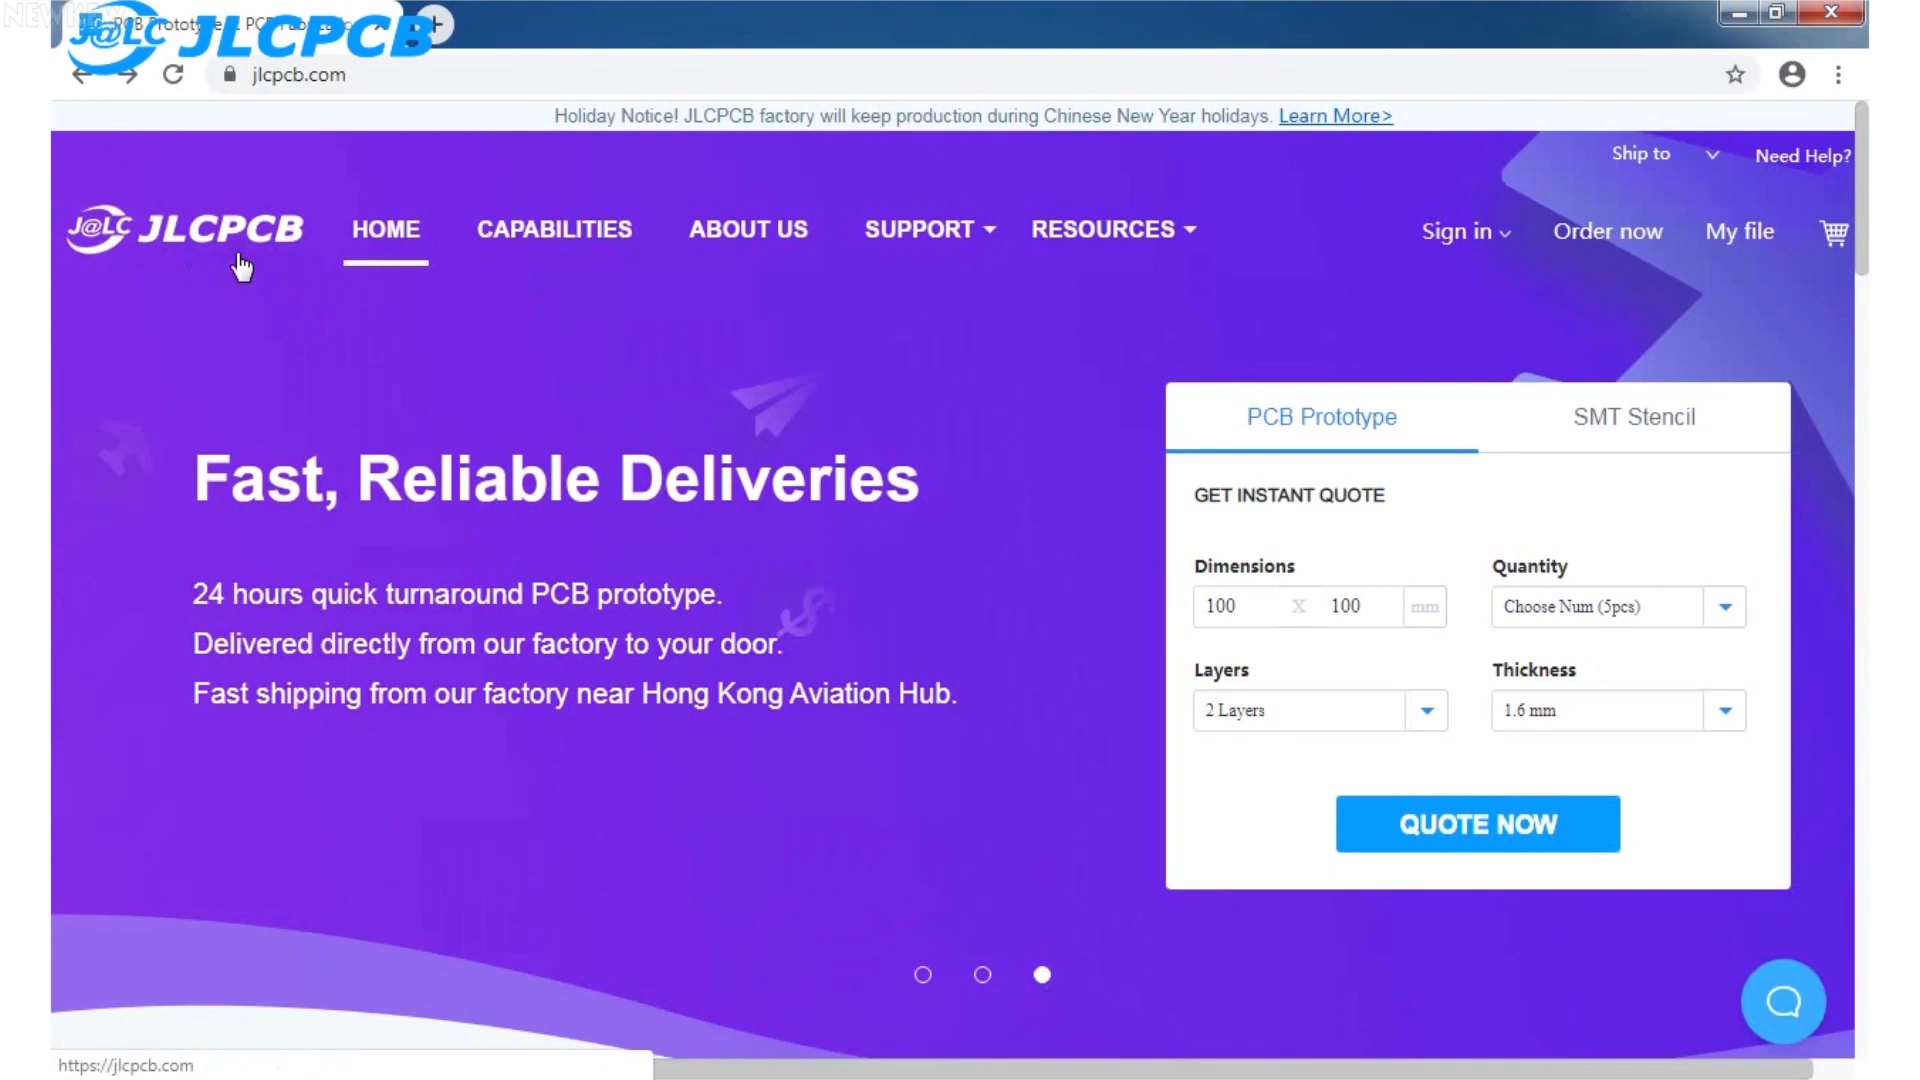 NEW
J@LC JLCPCB
jlcpcb.com
Holiday Notice! JLCPCB factory will keep production during Chinese New Year holidays. Learn More>
Ship to
Need Help?
J@LC JLCPCB
HOME
CAPABILITIES
ABOUT US
SUPPORT
RESOURCES
Sign in
Order now
My file
PCB Prototype
SMT Stencil
Fast, Reliable Deliveries
GET INSTANT QUOTE
24 hours quick turnaround PCB prototype.
Delivered directly from our factory to your door.
Fast shipping from our factory near Hong Kong Aviation Hub.
Dimensions
Quantity
100 X 100 mm
Choose Num (5pcs)
Layers
Thickness
2 Layers
1.6 mm
QUOTE NOW
https://jlcpcb.com